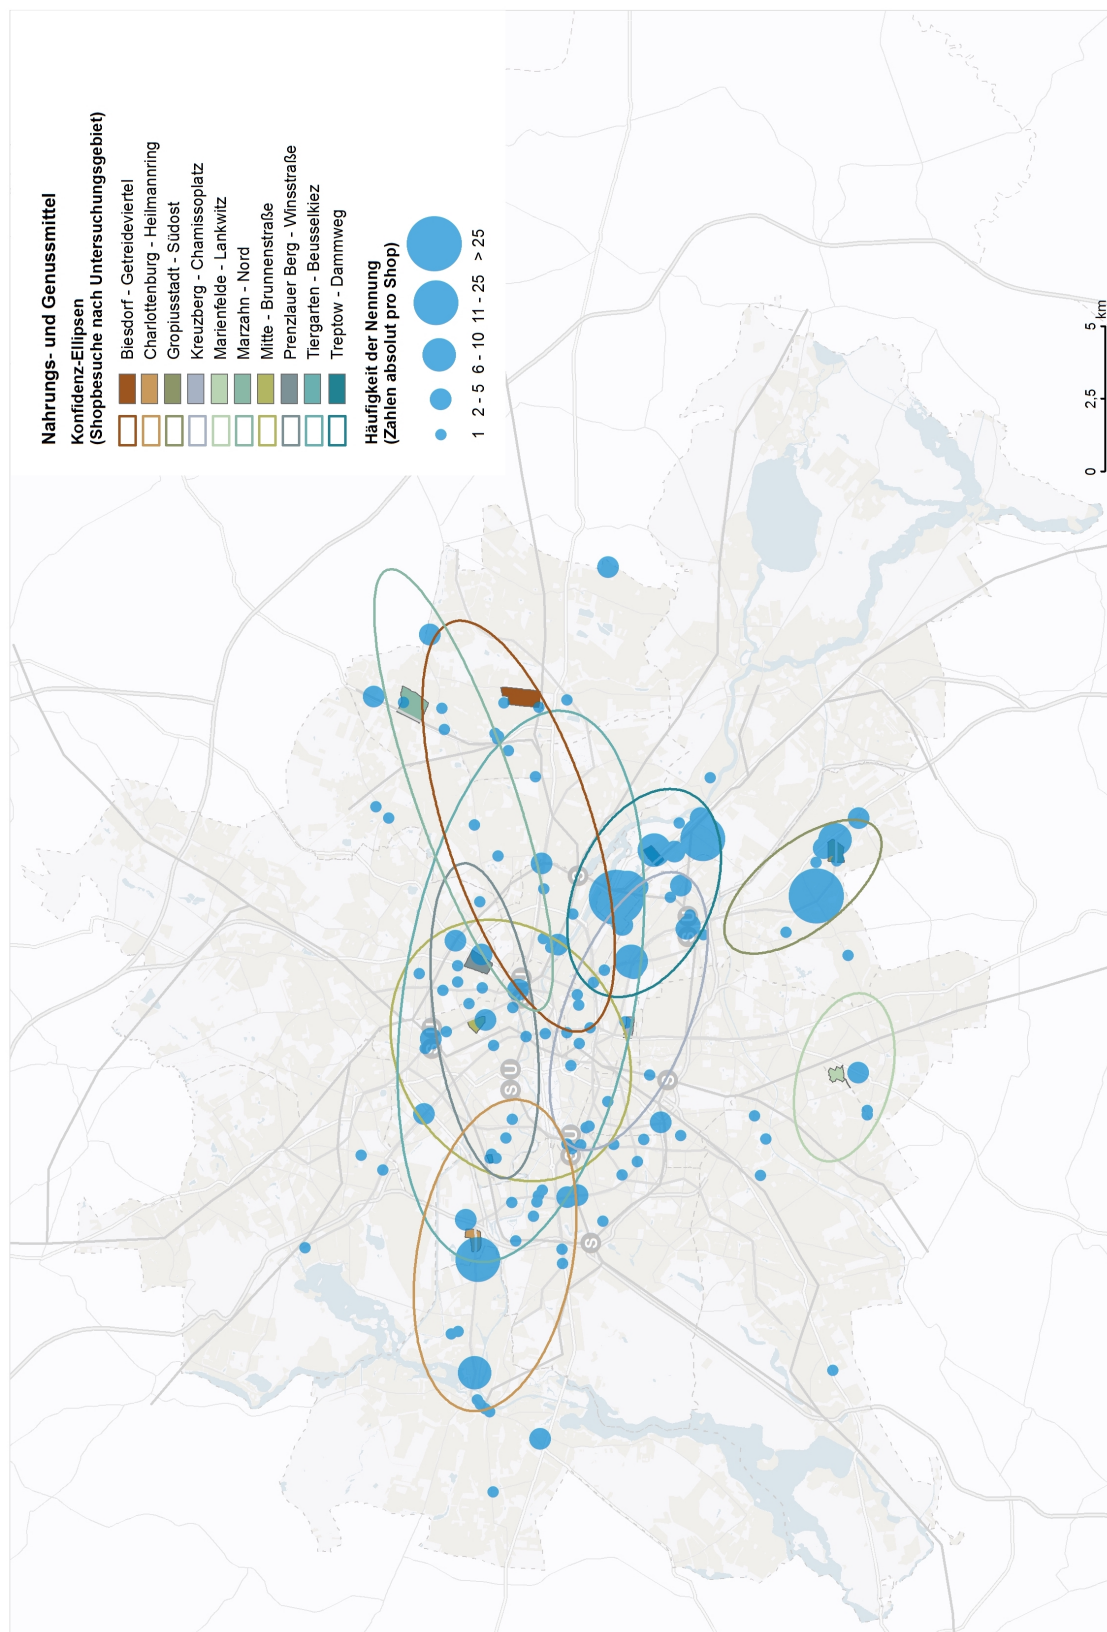 Nahrungs- und Genussmittel
Konfidenz-Ellipsen
(Shopbesuche nach Untersuchungsgebiet)
Biesdorf - Getreideviertel
Charlottenburg - Heilmannring
Gropiusstadt - Südost
Kreuzberg - Chamissoplatz
Marienfelde - Lankwitz
Marzahn - Nord
Mitte - Brunnenstraße
Prenzlauer Berg - Winsstraße
Tiergarten - Beusselkiez
Treptow - Dammweg
Häufigkeit der Nennung
(Zahlen absolut pro Shop)
1 2 - 5 6 - 10 11 - 25 > 25
S U
S
S
0 2,5 5 km